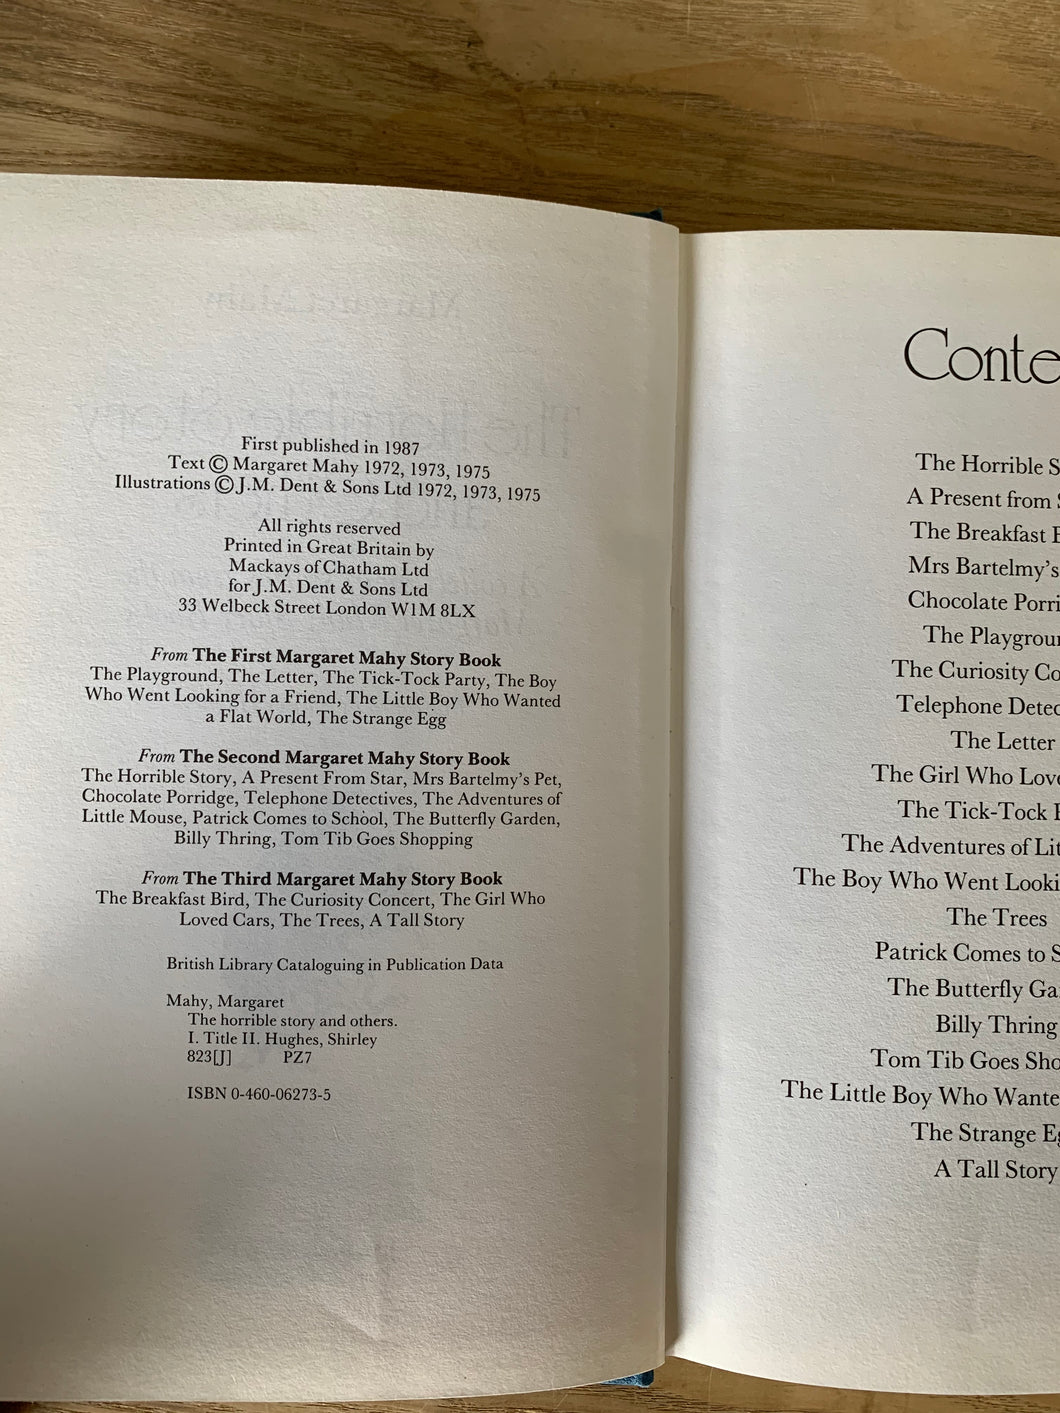 First published in 1987
Text © Margaret Mahy 1972, 1973, 1975
Illustrations © J.M. Dent & Sons Ltd 1972, 1973, 1975
All rights reserved
Printed in Great Britain by
Mackays of Chatham Ltd
for J.M. Dent & Sons Ltd
33 Welbeck Street London W1M 8LX
From The First Margaret Mahy Story Book
The Playground, The Letter, The Tick-Tock Party, The Boy
Who Went Looking for a Friend, The Little Boy Who Wanted
a Flat World, The Strange Egg
From The Second Margaret Mahy Story Book
The Horrible Story, A Present From Star, Mrs Bartelmy's Pet,
Chocolate Porridge, Telephone Detectives, The Adventures of
Little Mouse, Patrick Comes to School, The Butterfly Garden,
Billy Thring, Tom Tib Goes Shopping
From The Third Margaret Mahy Story Book
The Breakfast Bird, The Curiosity Concert, The Girl Who
Loved Cars, The Trees, A Tall Story
British Library Cataloguing in Publication Data
Mahy, Margaret
The horrible story and others.
I. Title II. Hughes, Shirley
823[J] PZ7
ISBN 0-460-06273-5
Conte
The Horrible S
A Present from
The Breakfast
Mrs Bartelmy's
Chocolate Porri
The Playgroun
The Curiosity Co
Telephone Detec
The Letter
The Girl Who Love
The Tick-Tock
The Adventures of Lit
The Boy Who Went Looki
The Trees
Patrick Comes to S
The Butterfly Ga
Billy Thring
Tom Tib Goes Sho
The Little Boy Who Wante
The Strange Eg
A Tall Story